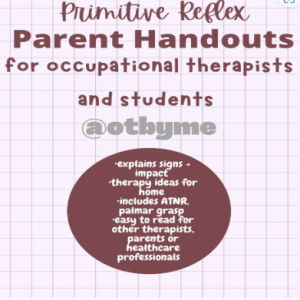 Primitive Reflex
Parent Handouts
for occupational therapists
and students
@otbyme
•explains signs +
impact
•therapy ideas for
home
•includes ATNR,
palmar grasp
•easy to read for
other therapists,
parents or
healthcare
professionals